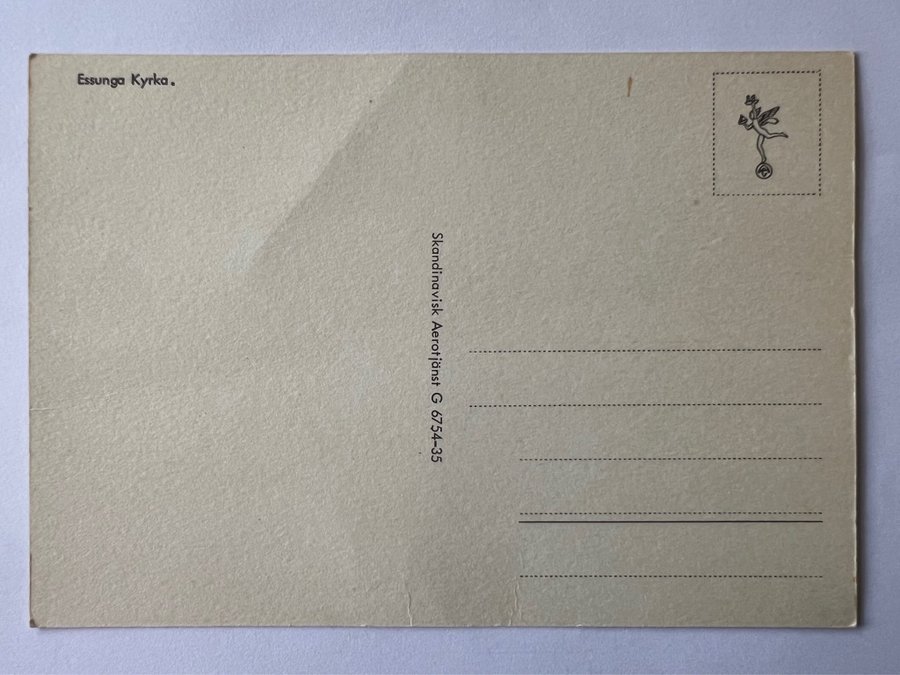 Essunga Kyrka.
Skandinavisk Aerotjänst G 6754-35